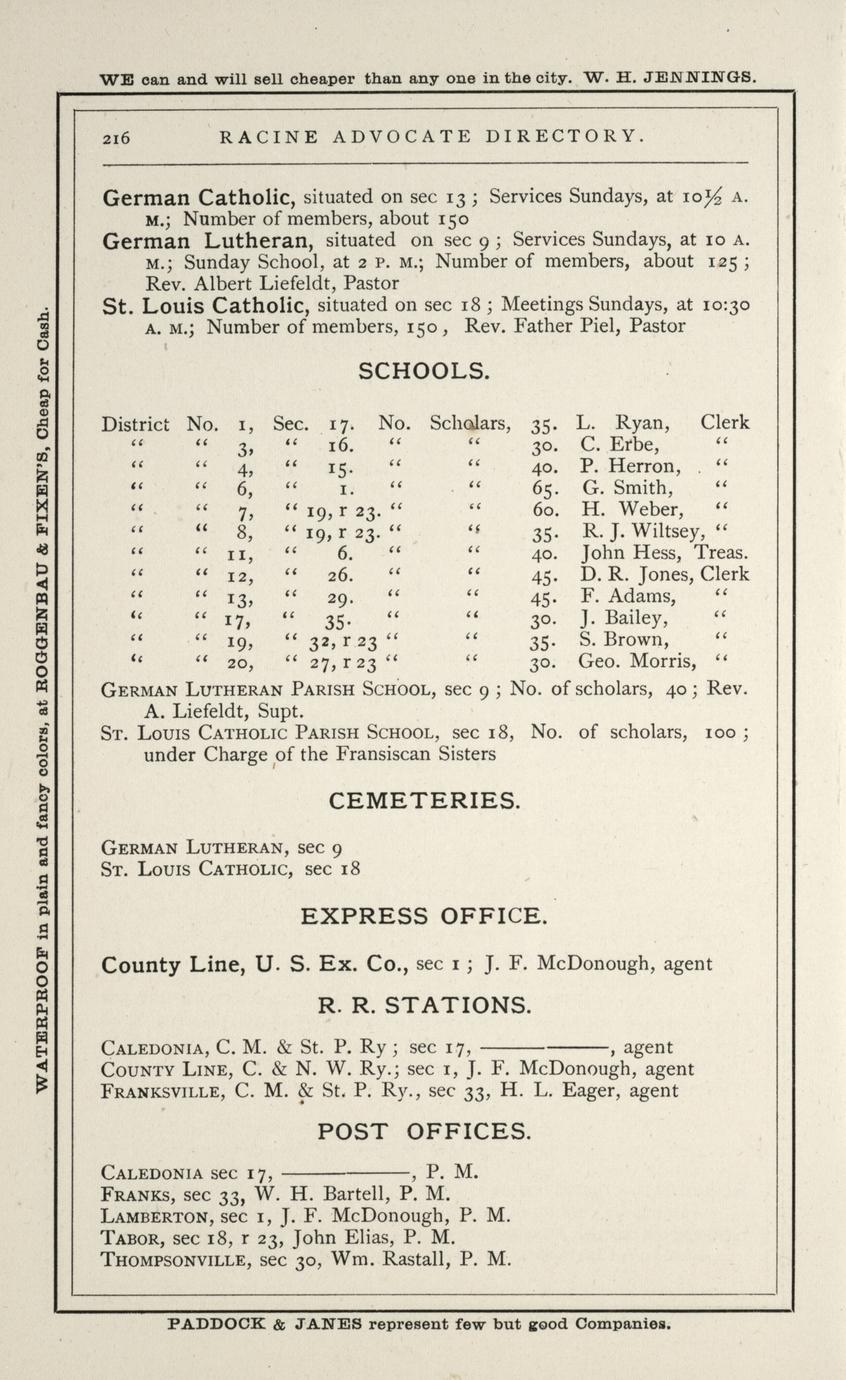 WE can and will sell cheaper than any one in the city. W. H. JENNINGS.
216 RACINE ADVOCATE DIRECTORY.
German Catholic, situated on sec 13 ; Services Sundays, at 10½ A.
M.; Number of members, about 150
German Lutheran, situated on sec 9 ; Services Sundays, at 10 A.
M.; Sunday School, at 2 P. M.; Number of members, about 125 ;
Rev. Albert Liefeldt, Pastor
St. Louis Catholic, situated on sec 18 ; Meetings Sundays, at 10:30
A. M.; Number of members, 150, Rev. Father Piel, Pastor
SCHOOLS.
District No. 1, Sec. 17. No. Scholars, 35. L. Ryan, Clerk
“ “ 3, “ 16. “ “ 30. C. Erbe, “
“ “ 4, “ 15. “ “ 40. P. Herron, “
“ “ 6, “ 1. “ “ 65. G. Smith, “
“ “ 7, “ 19, r 23. “ “ 60. H. Weber, “
“ “ 8, “ 19, r 23. “ “ 35. R. J. Wiltsey, “
“ “ 11, “ 6. “ “ 40. John Hess, Treas.
“ “ 12, “ 26. “ “ 45. D. R. Jones, Clerk
“ “ 13, “ 29. “ “ 45. F. Adams, “
“ “ 17, “ 35. “ “ 30. J. Bailey, “
“ “ 19, “ 32, r 23 “ “ 35. S. Brown, “
“ “ 20, “ 27, r 23 “ “ 30. Geo. Morris, “
GERMAN LUTHERAN PARISH SCHOOL, sec 9 ; No. of scholars, 40 ; Rev.
A. Liefeldt, Supt.
ST. LOUIS CATHOLIC PARISH SCHOOL, sec 18, No. of scholars, 100 ;
under Charge of the Fransiscan Sisters
CEMETERIES.
GERMAN LUTHERAN, sec 9
ST. LOUIS CATHOLIC, sec 18
EXPRESS OFFICE.
County Line, U. S. Ex. Co., sec 1 ; J. F. McDonough, agent
R. R. STATIONS.
CALEDONIA, C. M. & St. P. Ry ; sec 17, ————, agent
COUNTY LINE, C. & N. W. Ry.; sec 1, J. F. McDonough, agent
FRANKSVILLE, C. M. & St. P. Ry., sec 33, H. L. Eager, agent
POST OFFICES.
CALEDONIA sec 17, ————, P. M.
FRANKS, sec 33, W. H. Bartell, P. M.
LAMBERTON, sec 1, J. F. McDonough, P. M.
TABOR, sec 18, r 23, John Elias, P. M.
THOMPSONVILLE, sec 30, Wm. Rastall, P. M.
PADDOCK & JANES represent few but good Companies.
WATERPROOF in plain and fancy colors, at ROGGENBAU & FIXEN'S, Cheap for Cash.